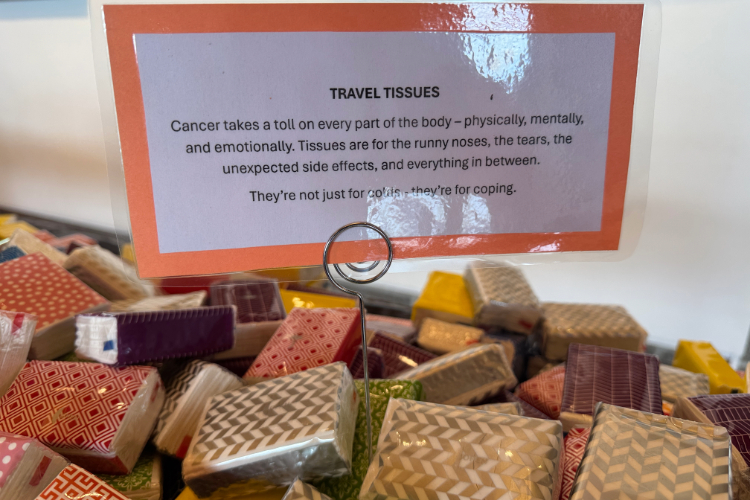 TRAVEL TISSUES
Cancer takes a toll on every part of the body – physically, mentally,
and emotionally. Tissues are for the runny noses, the tears, the
unexpected side effects, and everything in between.
They're not just for colds - they're for coping.